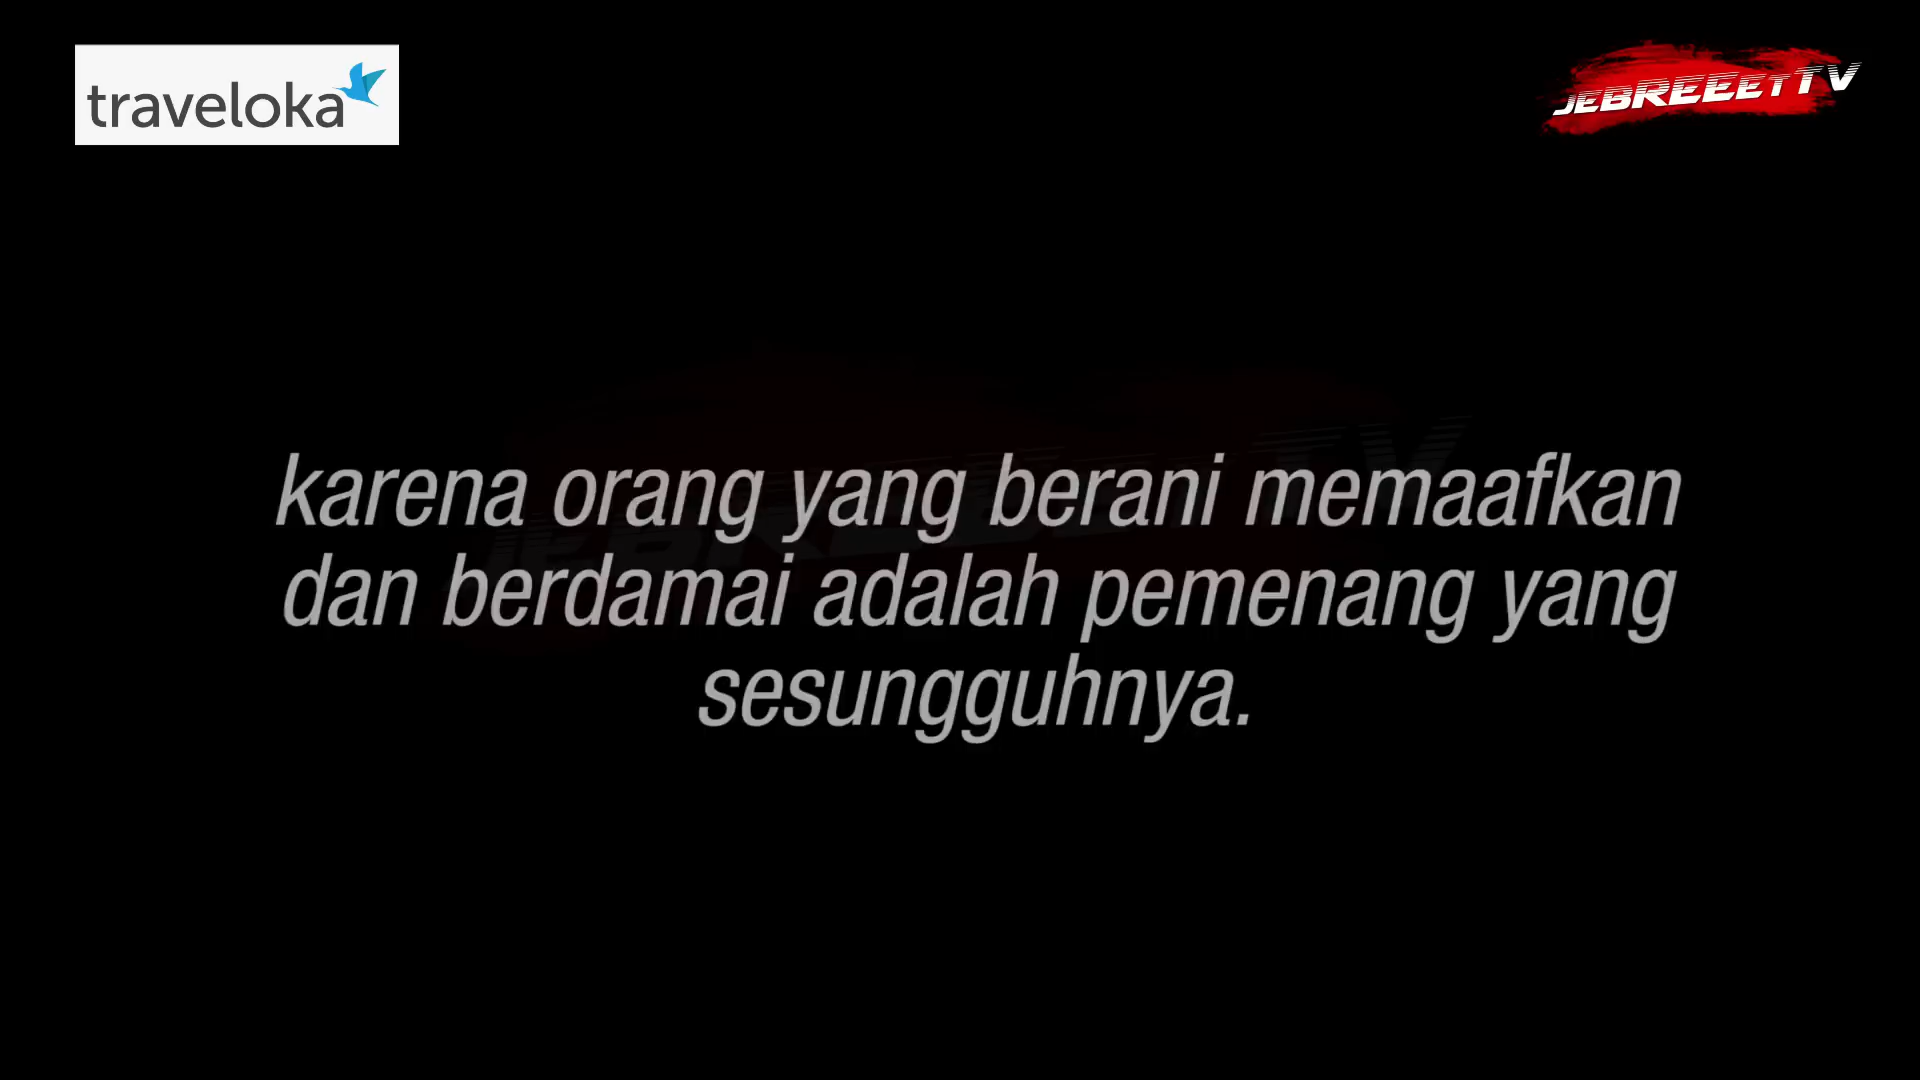 traveloka
JEBREEETTV
karena orang yang berani memaafkan
dan berdamai adalah pemenang yang
sesungguhnya.